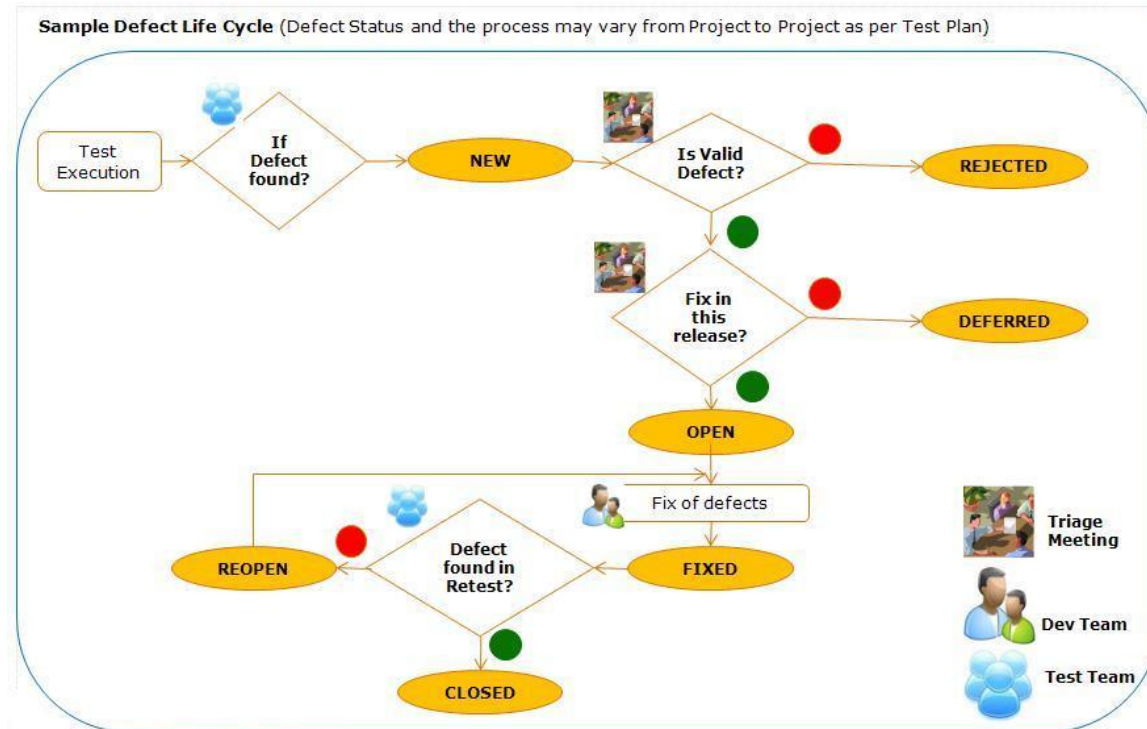 Sample Defect Life Cycle (Defect Status and the process may vary from Project to Project as per Test Plan)
Test
Execution
If
Defect
found?
NEW
Is Valid
Defect?
REJECTED
Fix in
this
release?
DEFERRED
OPEN
Fix of defects
REOPEN
Defect
found in
Retest?
FIXED
CLOSED
Triage
Meeting
Dev Team
Test Team